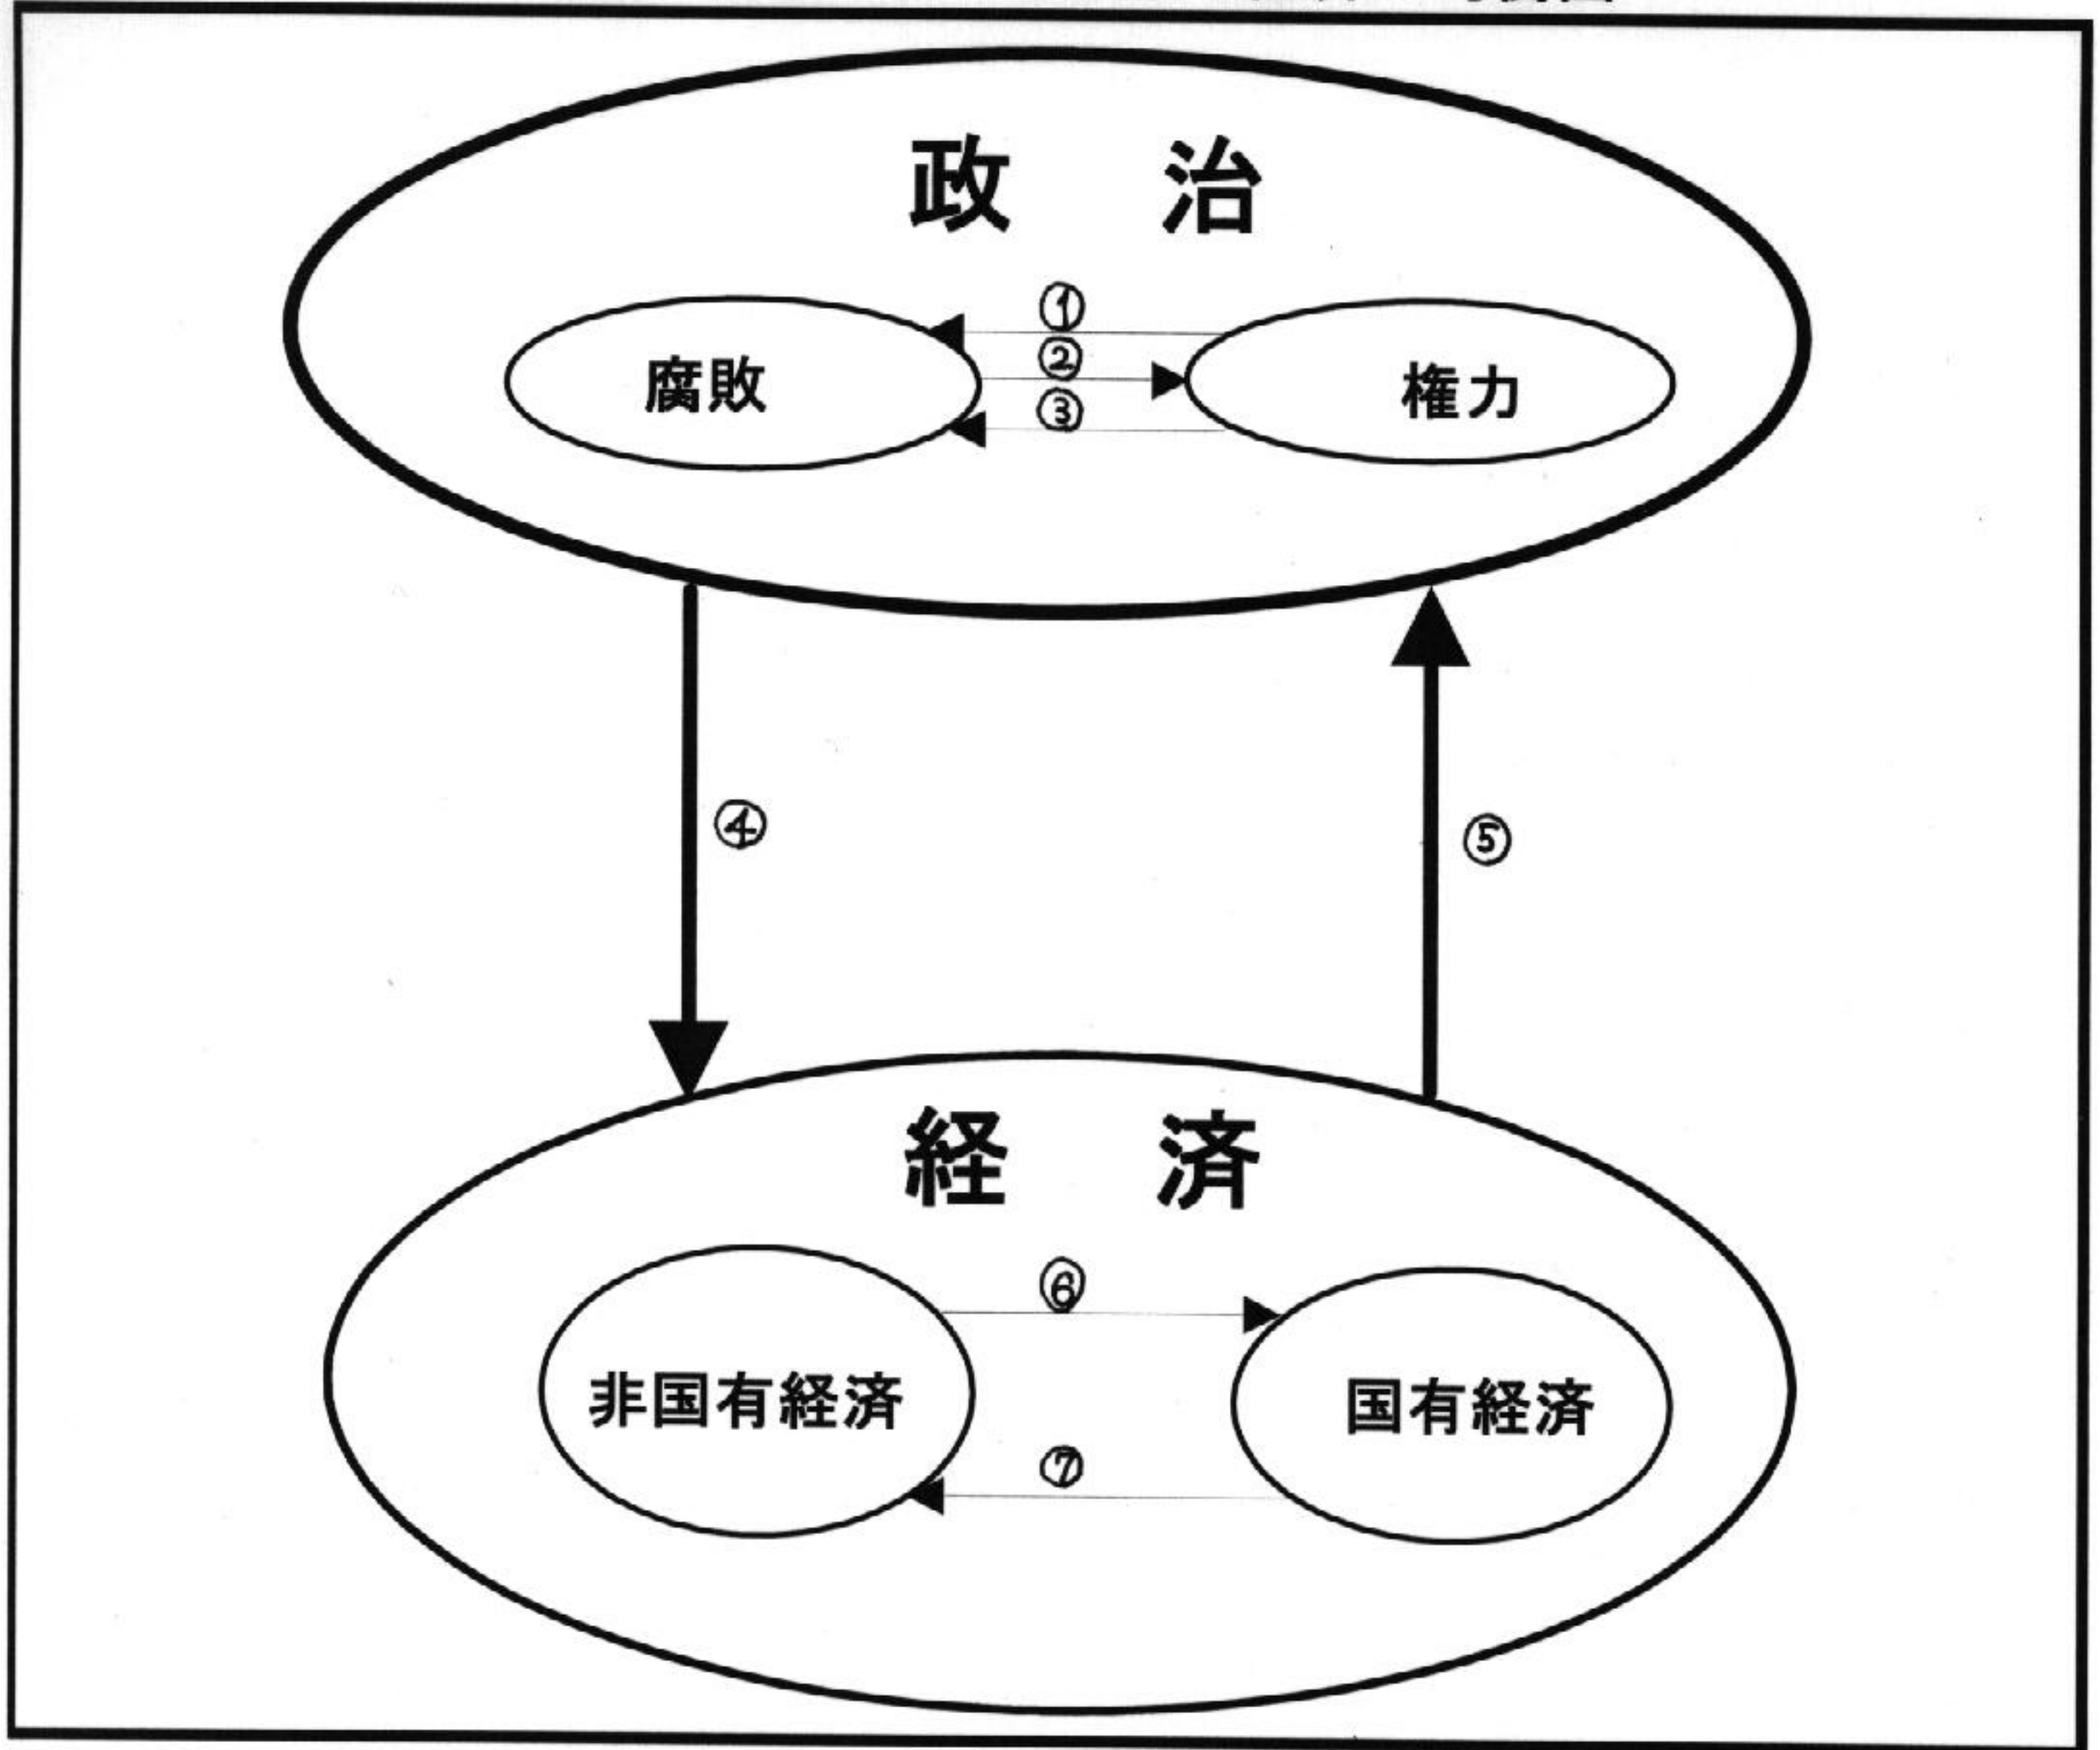 政 治
①
②
腐敗
権力
③
④
⑤
経 済
⑥
非国有経済
国有経済
⑦